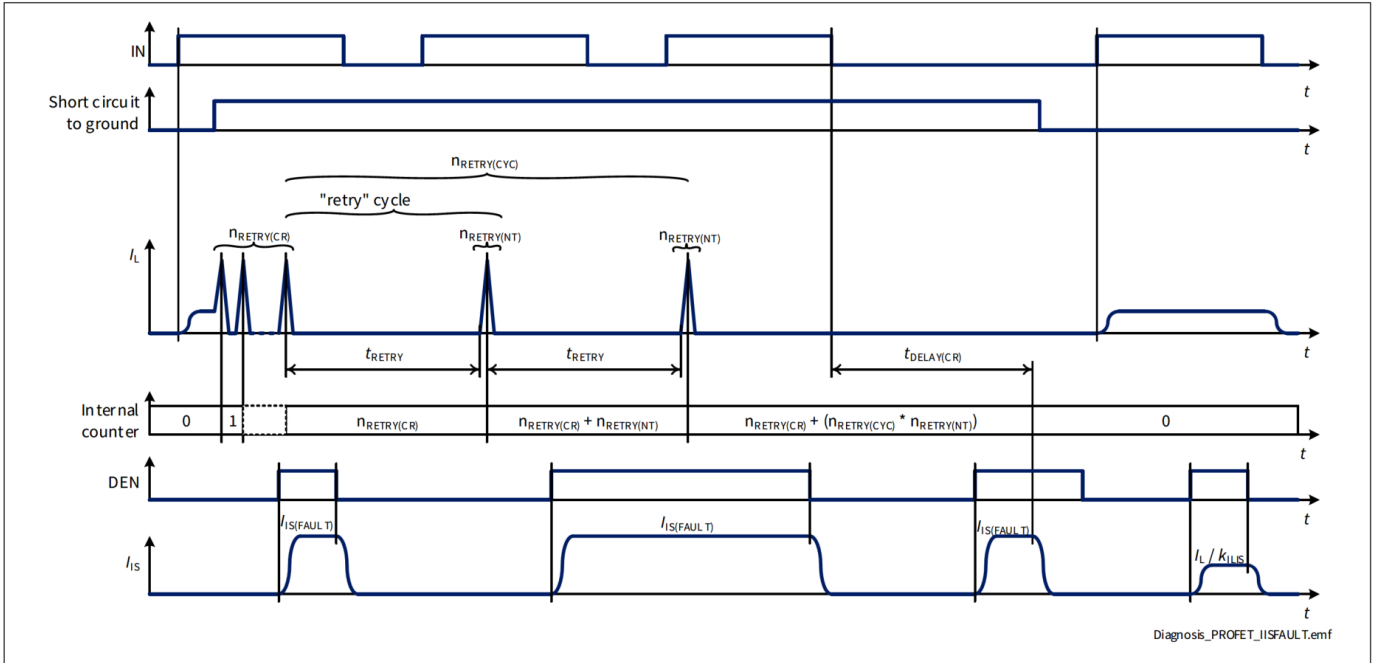 IN
t
Short circuit
to ground
t
nRETRY(CYC)
"retry" cycle
nRETRY(CR)
nRETRY(NT)
nRETRY(NT)
IL
tRETRY
tRETRY
tDELAY(CR)
t
Internal
counter
0
1
nRETRY(CR)
nRETRY(CR) + nRETRY(NT)
nRETRY(CR) + (nRETRY(CYC) * nRETRY(NT))
0
t
DEN
t
IIS(FAULT)
IIS(FAULT)
IIS(FAULT)
IL / kILIS
IIS
t
Diagnosis_PROFET_IISFAULT.emf